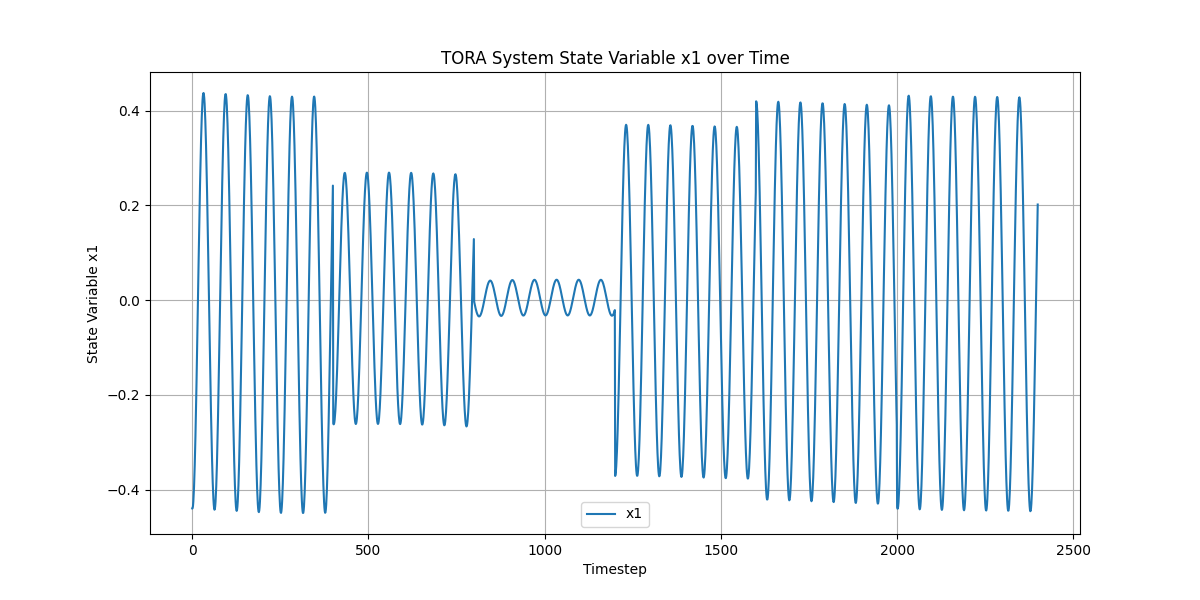 TORA System State Variable x1 over Time
State Variable x1
0.4
0.2
0.0
−0.2
−0.4
0
500
1000
1500
2000
2500
Timestep
x1